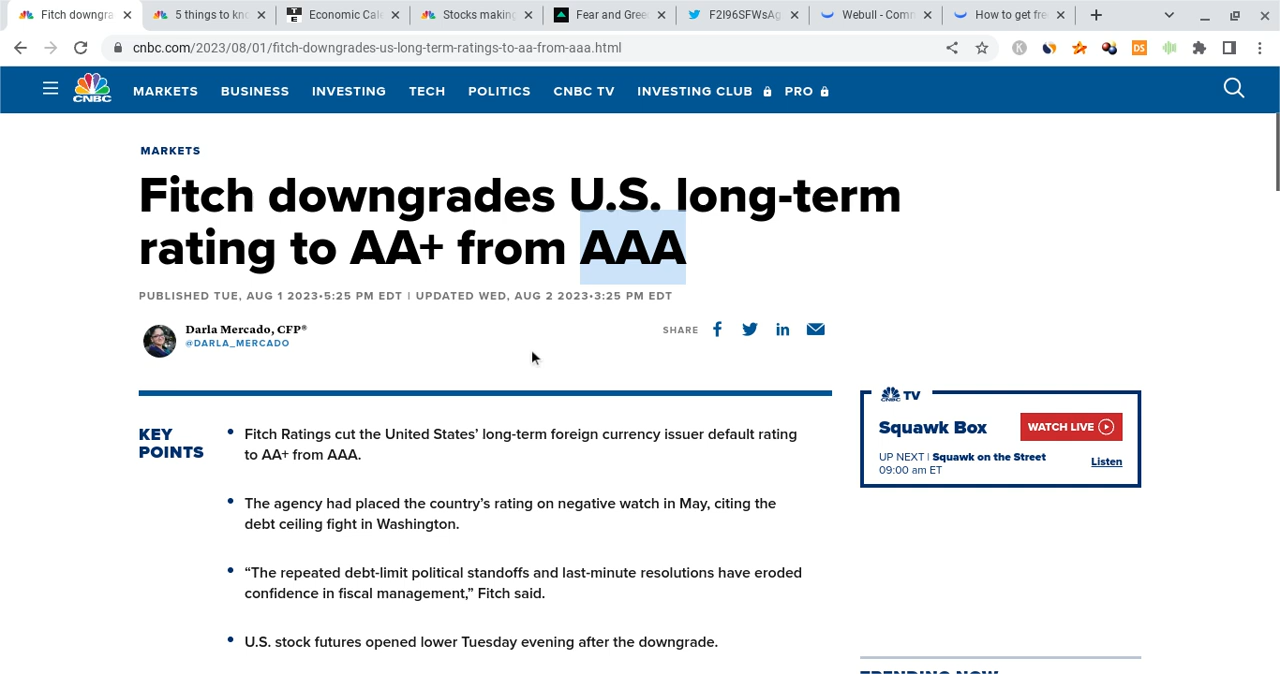 Fitch downgra
5 things to kno
Economic Cale
Stocks making
Fear and Gree
F2I96SFWsAg
Webull - Comm
How to get free
cnbc.com/2023/08/01/fitch-downgrades-us-long-term-ratings-to-aa-from-aaa.html
K
DS
CNBC
MARKETS
BUSINESS
INVESTING
TECH
POLITICS
CNBC TV
INVESTING CLUB
PRO
MARKETS
Fitch downgrades U.S. long-term
rating to AA+ from AAA
PUBLISHED TUE, AUG 1 2023•5:25 PM EDT | UPDATED WED, AUG 2 2023•3:25 PM EDT
Darla Mercado, CFP®
@DARLA_MERCADO
SHARE
KEY
POINTS
Fitch Ratings cut the United States’ long-term foreign currency issuer default rating
to AA+ from AAA.
The agency had placed the country’s rating on negative watch in May, citing the
debt ceiling fight in Washington.
“The repeated debt-limit political standoffs and last-minute resolutions have eroded
confidence in fiscal management,” Fitch said.
U.S. stock futures opened lower Tuesday evening after the downgrade.
CNBC TV
Squawk Box
WATCH LIVE
UP NEXT | Squawk on the Street
09:00 am ET
Listen
TRENDING NOW